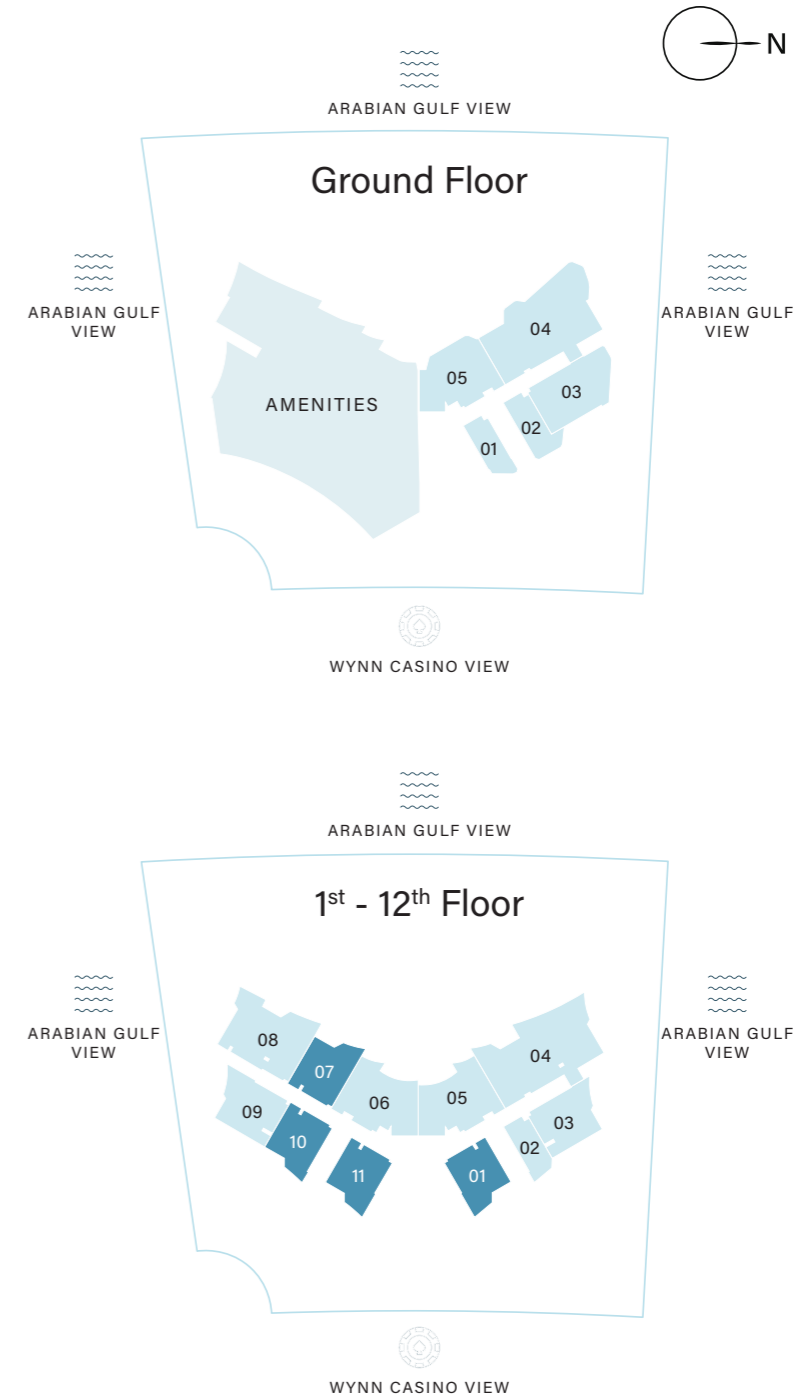 N
ARABIAN GULF VIEW
Ground Floor
ARABIAN GULF
VIEW
ARABIAN GULF
VIEW
04
05
03
AMENITIES
02
01
WYNN CASINO VIEW
ARABIAN GULF VIEW
1st - 12th Floor
ARABIAN GULF
VIEW
ARABIAN GULF
VIEW
08
04
07
05
06
09
03
10
02
11
01
WYNN CASINO VIEW